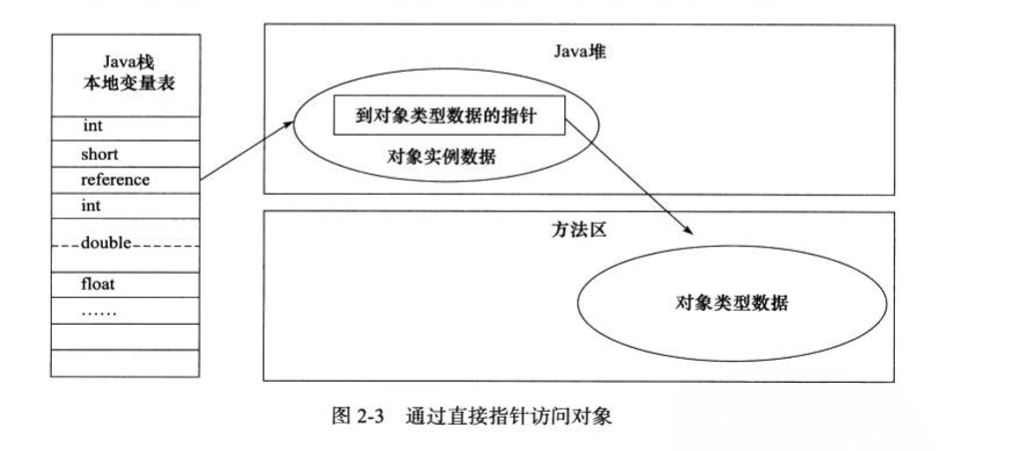 Java栈
本地变量表
int
short
reference
int
double
float
……
Java堆
到对象类型数据的指针
对象实例数据
方法区
对象类型数据
图 2-3 通过直接指针访问对象